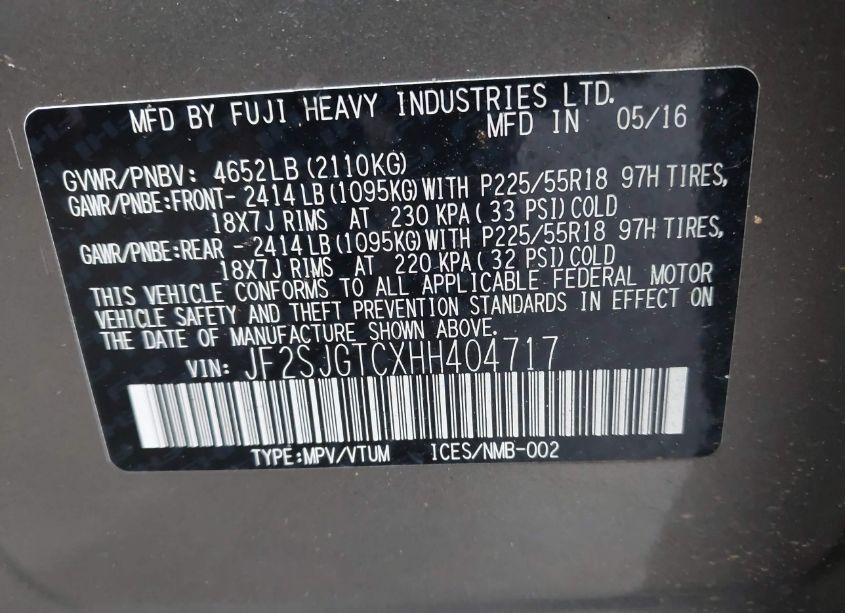 MFD BY FUJI HEAVY INDUSTRIES LTD.
MFD IN 05/16
GVWR/PNBV: 4652LB (2110KG)
GAWR/PNBE:FRONT- 2414 LB (1095KG) WITH P225/55R18 97H TIRES,
18X7J RIMS AT 230 KPA ( 33 PSI) COLD
GAWR/PNBE:REAR - 2414 LB (1095KG) WITH P225/55R18 97H TIRES,
18X7J RIMS AT 220 KPA ( 32 PSI) COLD
THIS VEHICLE CONFORMS TO ALL APPLICABLE FEDERAL MOTOR
VEHICLE SAFETY AND THEFT PREVENTION STANDARDS IN EFFECT ON
THE DATE OF MANUFACTURE SHOWN ABOVE.
VIN: JF2SJGTCXHH404717
TYPE:MPV/VTUM ICES/NMB-002